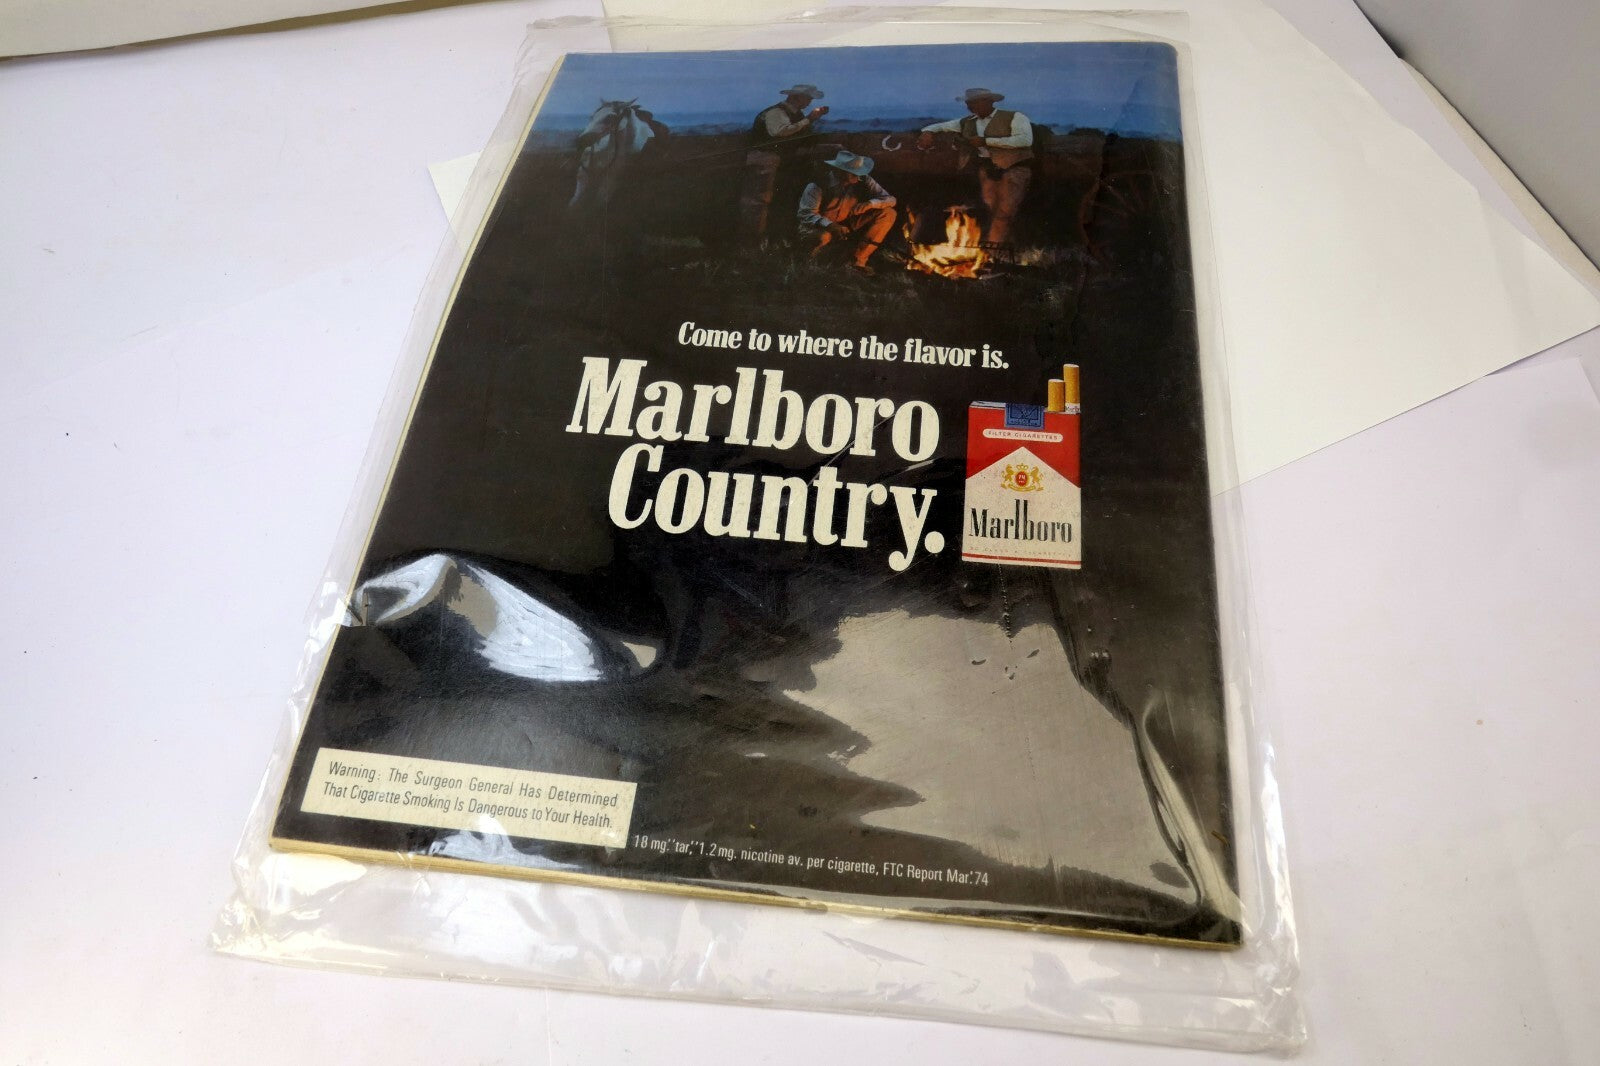 Come to where the flavor is.
Marlboro
Country.
FILTER CIGARETTES
Marlboro
Warning: The Surgeon General Has Determined
That Cigarette Smoking Is Dangerous to Your Health.
18 mg."tar,"1.2 mg. nicotine av. per cigarette, FTC Report Mar.'74